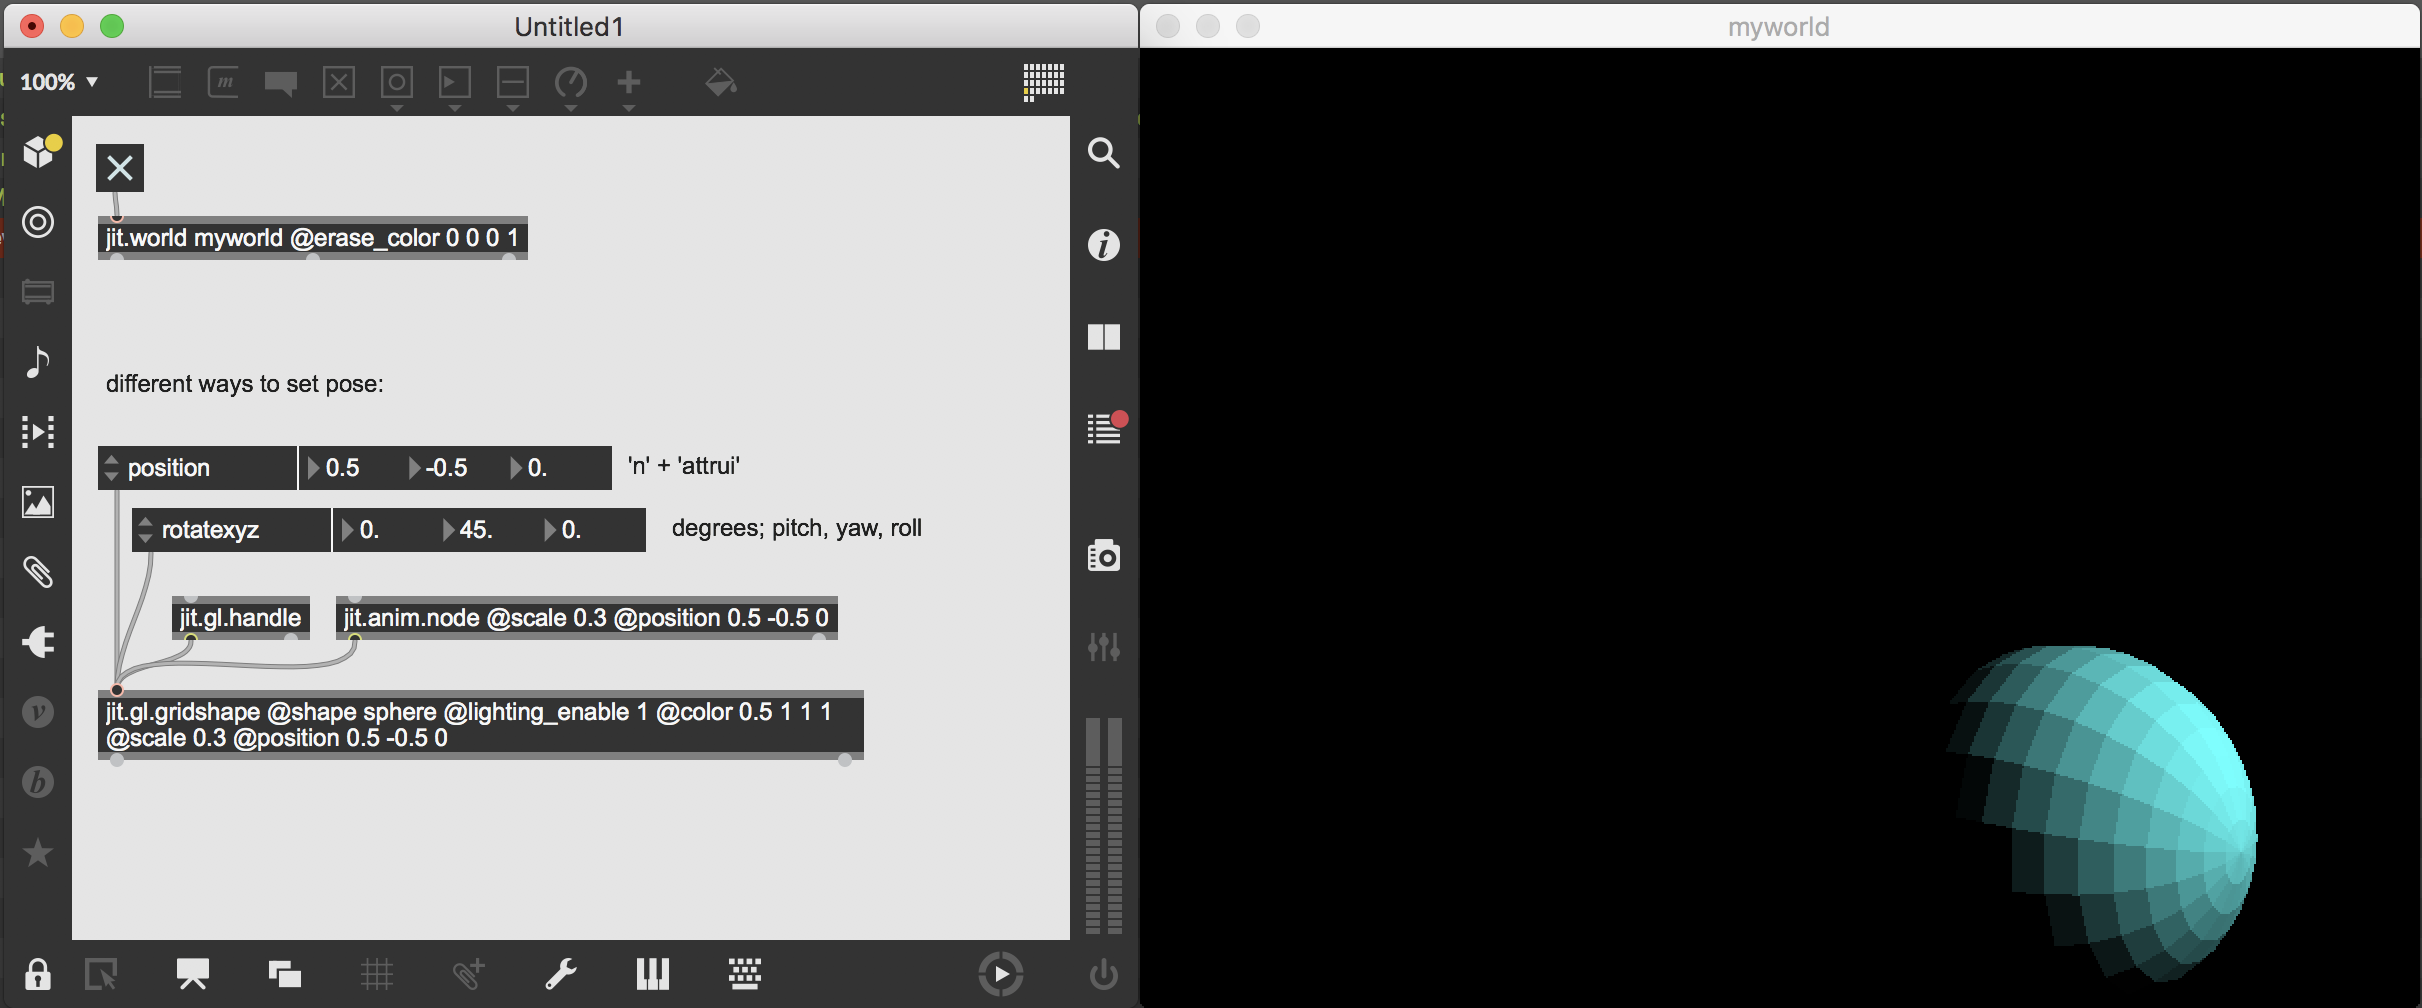 Untitled1
myworld
100%
m
jit.world myworld @erase_color 0 0 0 1
different ways to set pose:
position 0.5 -0.5 0. 'n' + 'attrui'
rotatexyz 0. 45. 0. degrees; pitch, yaw, roll
jit.gl.handle jit.anim.node @scale 0.3 @position 0.5 -0.5 0
jit.gl.gridshape @shape sphere @lighting_enable 1 @color 0.5 1 1 1
@scale 0.3 @position 0.5 -0.5 0
i
v
b